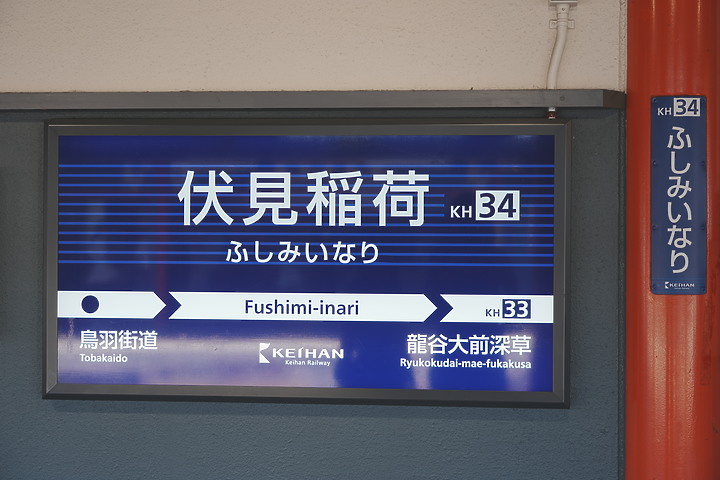 伏見稲荷 KH 34
ふしみいなり
Fushimi-inari
KH 33
鳥羽街道
Tobakaido
KEIHAN
Keihan Railway
龍谷大前深草
Ryukokudai-mae-fukakusa
KH 34
ふしみいなり
KEIHAN